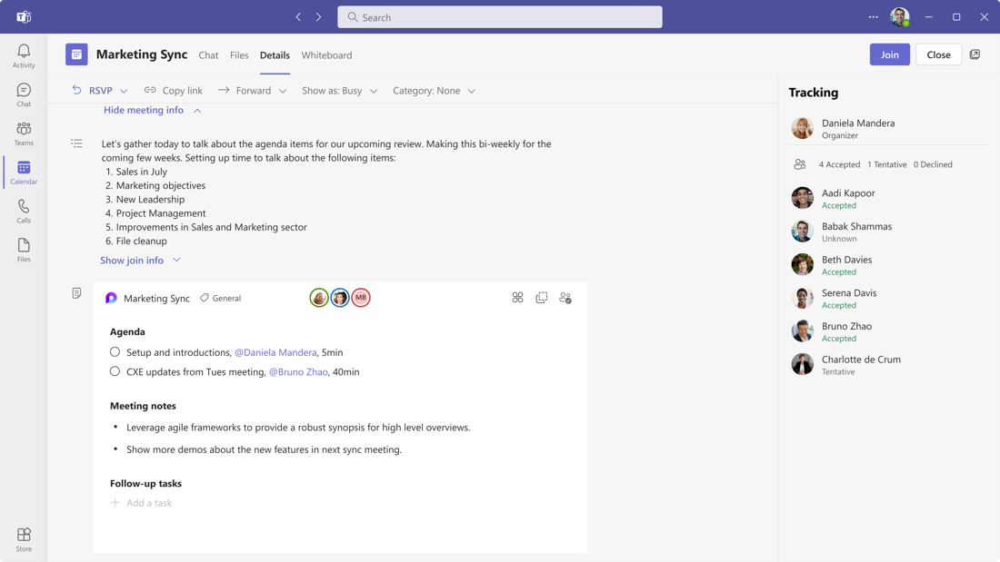 Search
Activity
Chat
Teams
Calendar
Calls
Files
Store
Marketing Sync
Chat
Files
Details
Whiteboard
Join
Close
RSVP
Copy link
Forward
Show as: Busy
Category: None
Hide meeting info
Let's gather today to talk about the agenda items for our upcoming review. Making this bi-weekly for the
coming few weeks. Setting up time to talk about the following items:
1. Sales in July
2. Marketing objectives
3. New Leadership
4. Project Management
5. Improvements in Sales and Marketing sector
6. File cleanup
Show join info
Marketing Sync
General
MB
Agenda
Setup and introductions, @Daniela Mandera, 5min
CXE updates from Tues meeting, @Bruno Zhao, 40min
Meeting notes
• Leverage agile frameworks to provide a robust synopsis for high level overviews.
• Show more demos about the new features in next sync meeting.
Follow-up tasks
Add a task
Tracking
Daniela Mandera
Organizer
4 Accepted 1 Tentative 0 Declined
Aadi Kapoor
Accepted
Babak Shammas
Unknown
Beth Davies
Accepted
Serena Davis
Accepted
Bruno Zhao
Accepted
Charlotte de Crum
Tentative